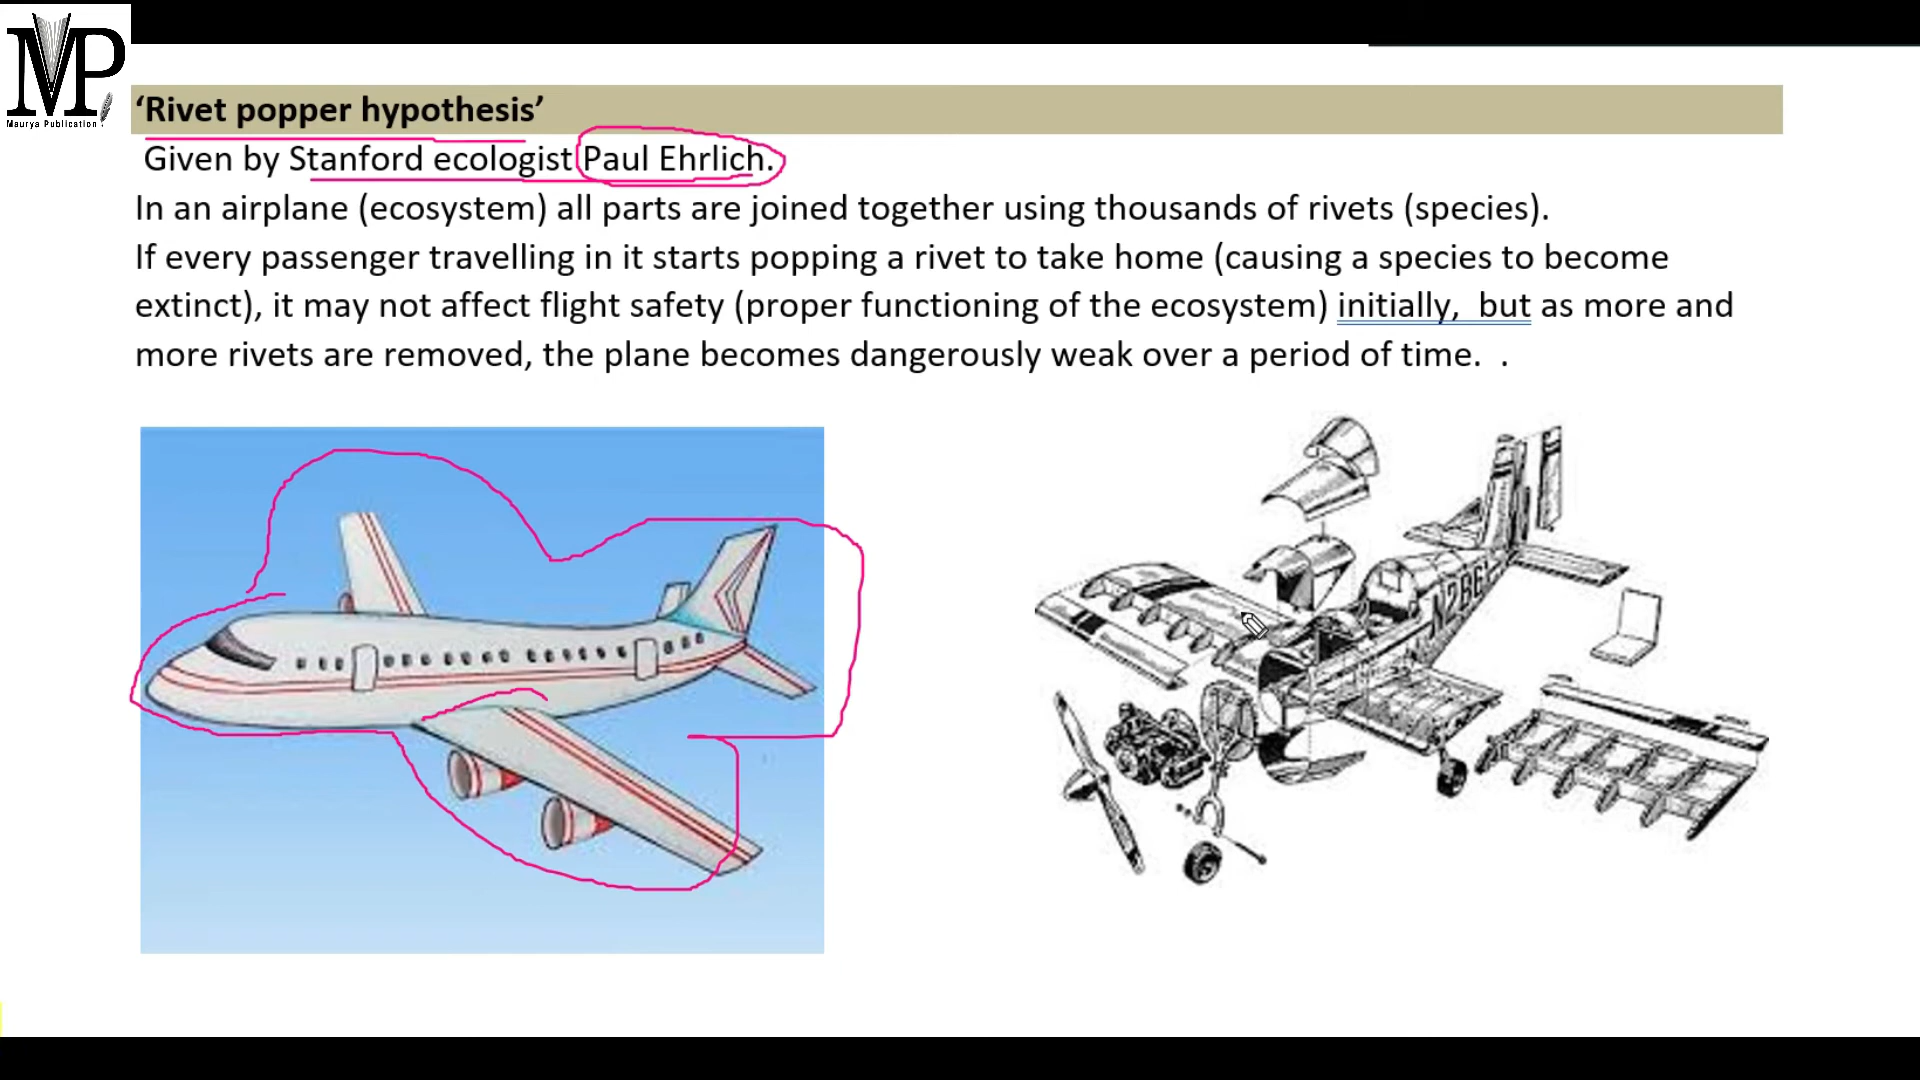 MP
Maurya Publication
‘Rivet popper hypothesis’
Given by Stanford ecologist Paul Ehrlich.
In an airplane (ecosystem) all parts are joined together using thousands of rivets (species).
If every passenger travelling in it starts popping a rivet to take home (causing a species to become
extinct), it may not affect flight safety (proper functioning of the ecosystem) initially,  but as more and
more rivets are removed, the plane becomes dangerously weak over a period of time.  .